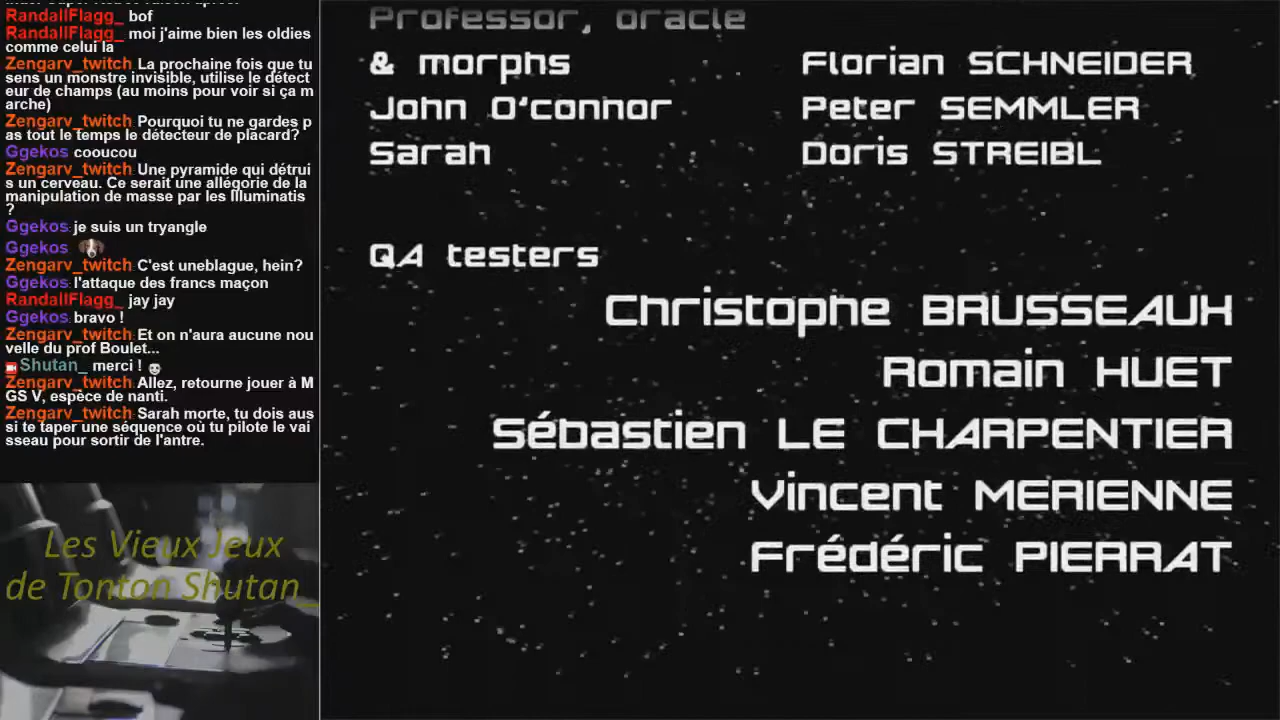 RandallFlagg_ bof
RandallFlagg_ moi j'aime bien les oldies
comme celui la
Zengarv_twitch La prochaine fois que tu
sens un monstre invisible, utilise le détect
eur de champs (au moins pour voir si ça m
arche)
Zengarv_twitch Pourquoi tu ne gardes p
as tout le temps le détecteur de placard?
Ggekos cooucou
Zengarv_twitch Une pyramide qui détrui
s un cerveau. Ce serait une allégorie de la
manipulation de masse par les Illuminatis
?
Ggekos je suis un tryangle
Ggekos
Zengarv_twitch C'est uneblague, hein?
Ggekos l'attaque des francs maçon
RandallFlagg_ jay jay
Ggekos bravo !
Zengarv_twitch Et on n'aura aucune nou
velle du prof Boulet...
Shutan_ merci !
Zengarv_twitch Allez, retourne jouer à M
GS V, espèce de nanti.
Zengarv_twitch Sarah morte, tu dois aus
si te taper une séquence où tu pilote le vai
sseau pour sortir de l'antre.
Les Vieux Jeux
de Tonton Shutan_
Professor, oracle
& morphs Florian SCHNEIDER
John O'connor Peter SEMMLER
Sarah Doris STREIBL
QA testers
Christophe BRUSSEAUX
Romain HUET
Sébastien LE CHARPENTIER
Vincent MERIENNE
Frédéric PIERRAT